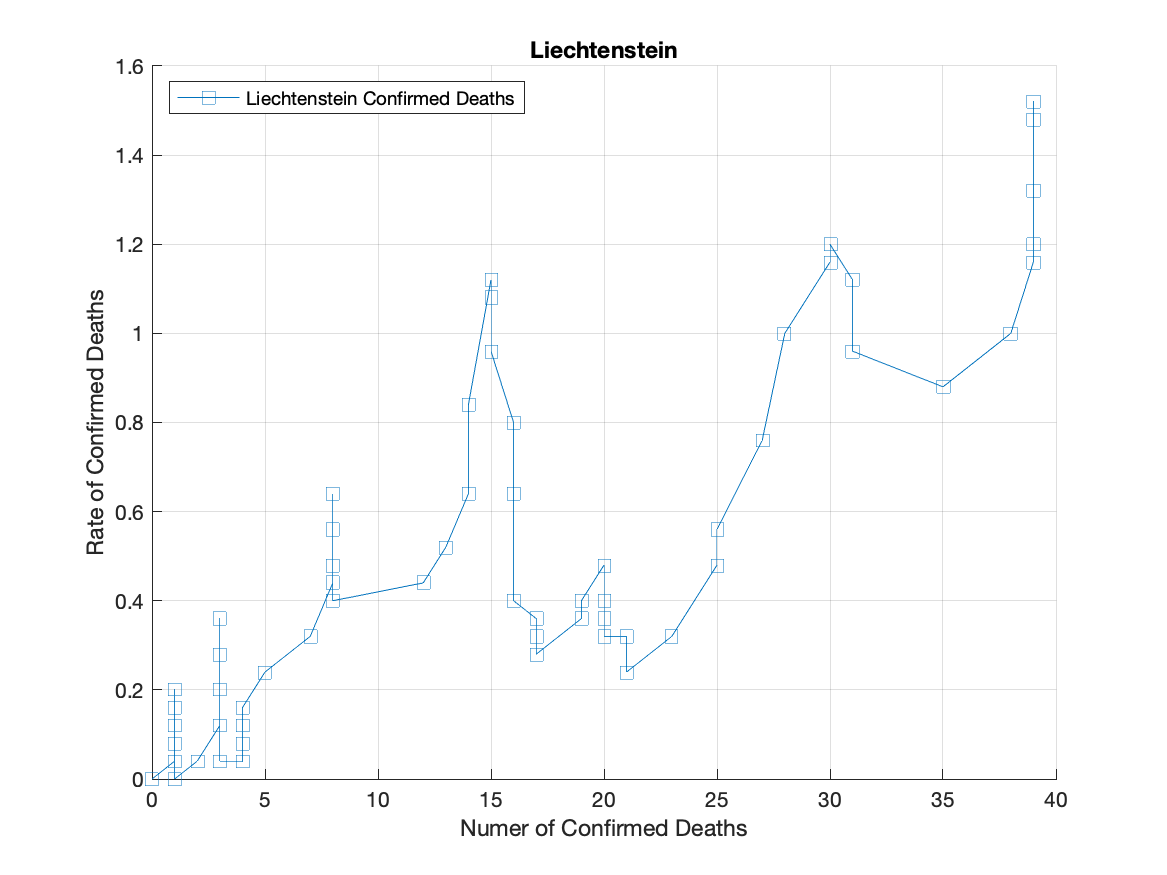 Liechtenstein
Liechtenstein Confirmed Deaths
1.6
1.4
1.2
1
0.8
0.6
0.4
0.2
0
Rate of Confirmed Deaths
0 5 10 15 20 25 30 35 40
Numer of Confirmed Deaths